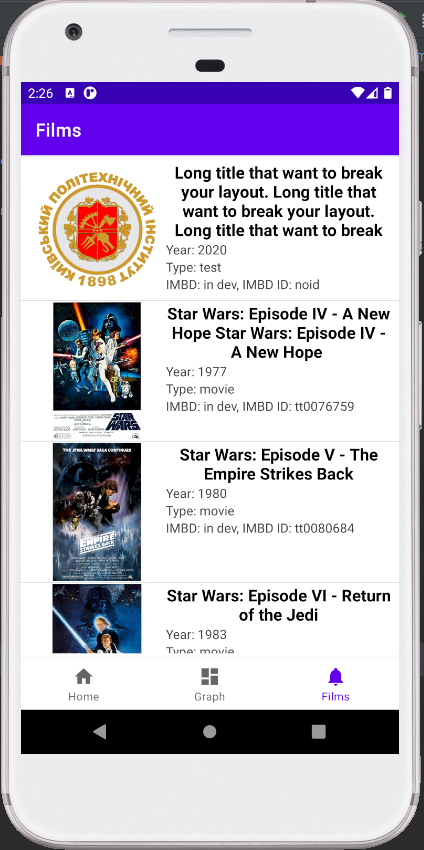 2:26
Films
КИЇВСЬКИЙ ПОЛІТЕХНІЧНИЙ ІНСТИТУТ
1898
Long title that want to break
your layout. Long title that
want to break your layout.
Long title that want to break
Year: 2020
Type: test
IMBD: in dev, IMBD ID: noid
STAR
WARS
Star Wars: Episode IV - A New
Hope Star Wars: Episode IV -
A New Hope
Year: 1977
Type: movie
IMBD: in dev, IMBD ID: tt0076759
THE STAR WARS SAGA CONTINUES
THE
EMPIRE
STRIKES BACK
Star Wars: Episode V - The
Empire Strikes Back
Year: 1980
Type: movie
IMBD: in dev, IMBD ID: tt0080684
Star Wars: Episode VI - Return
of the Jedi
Year: 1983
Type: movie
Home
Graph
Films